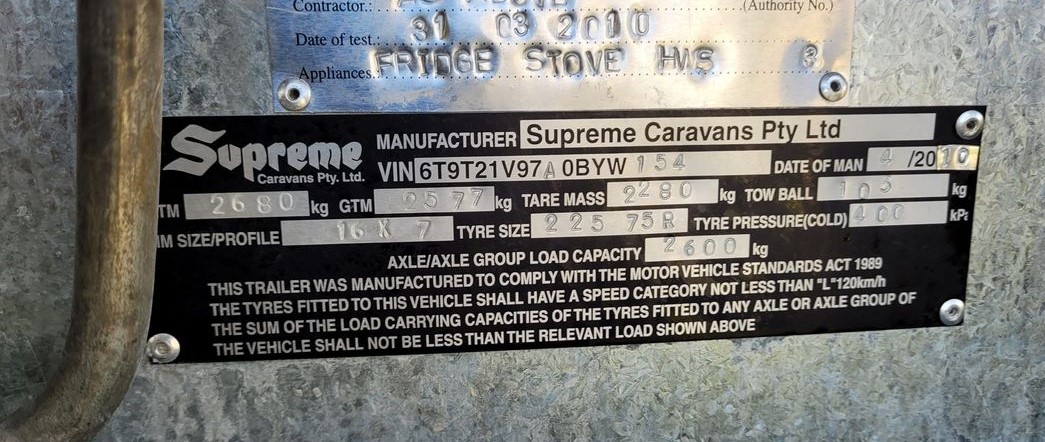 Contractor.: (Authority No.)
Date of test.: 31 03 2010
Appliances.: FRIDGE STOVE HWS 3
Supreme
Caravans Pty. Ltd.
MANUFACTURER Supreme Caravans Pty Ltd
VIN 6T9T21V97A0BYW154 DATE OF MAN 4 /2010
TM 2680 kg GTM 2577 kg TARE MASS 2280 kg TOW BALL 103 kg
IM SIZE/PROFILE 16 X 7 TYRE SIZE 225 75R TYRE PRESSURE(COLD) 400 kPa
AXLE/AXLE GROUP LOAD CAPACITY 2600 kg
THIS TRAILER WAS MANUFACTURED TO COMPLY WITH THE MOTOR VEHICLE STANDARDS ACT 1989
THE TYRES FITTED TO THIS VEHICLE SHALL HAVE A SPEED CATEGORY NOT LESS THAN "L"120km/h
THE SUM OF THE LOAD CARRYING CAPACITIES OF THE TYRES FITTED TO ANY AXLE OR AXLE GROUP OF
THE VEHICLE SHALL NOT BE LESS THAN THE RELEVANT LOAD SHOWN ABOVE